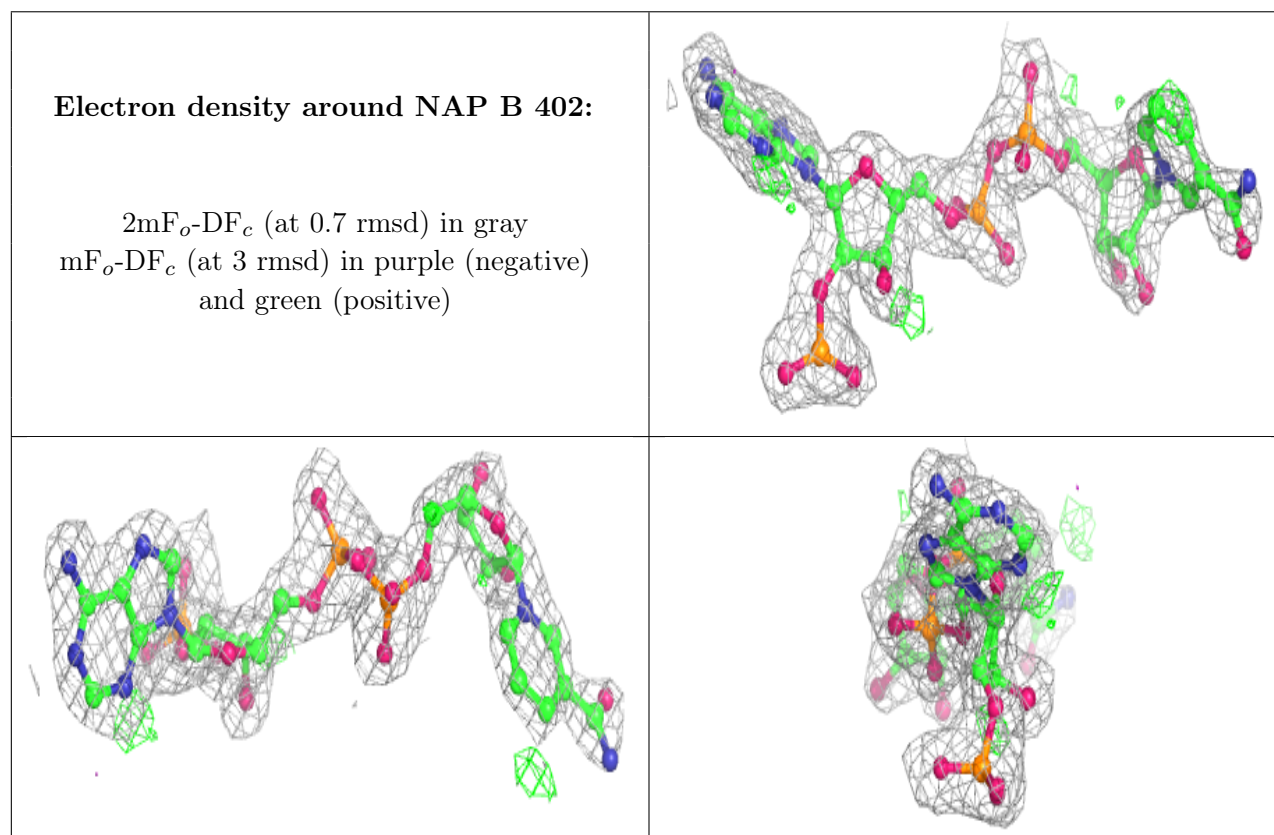 Electron density around NAP B 402:
2mFo-DFc (at 0.7 rmsd) in gray
mFo-DFc (at 3 rmsd) in purple (negative)
and green (positive)